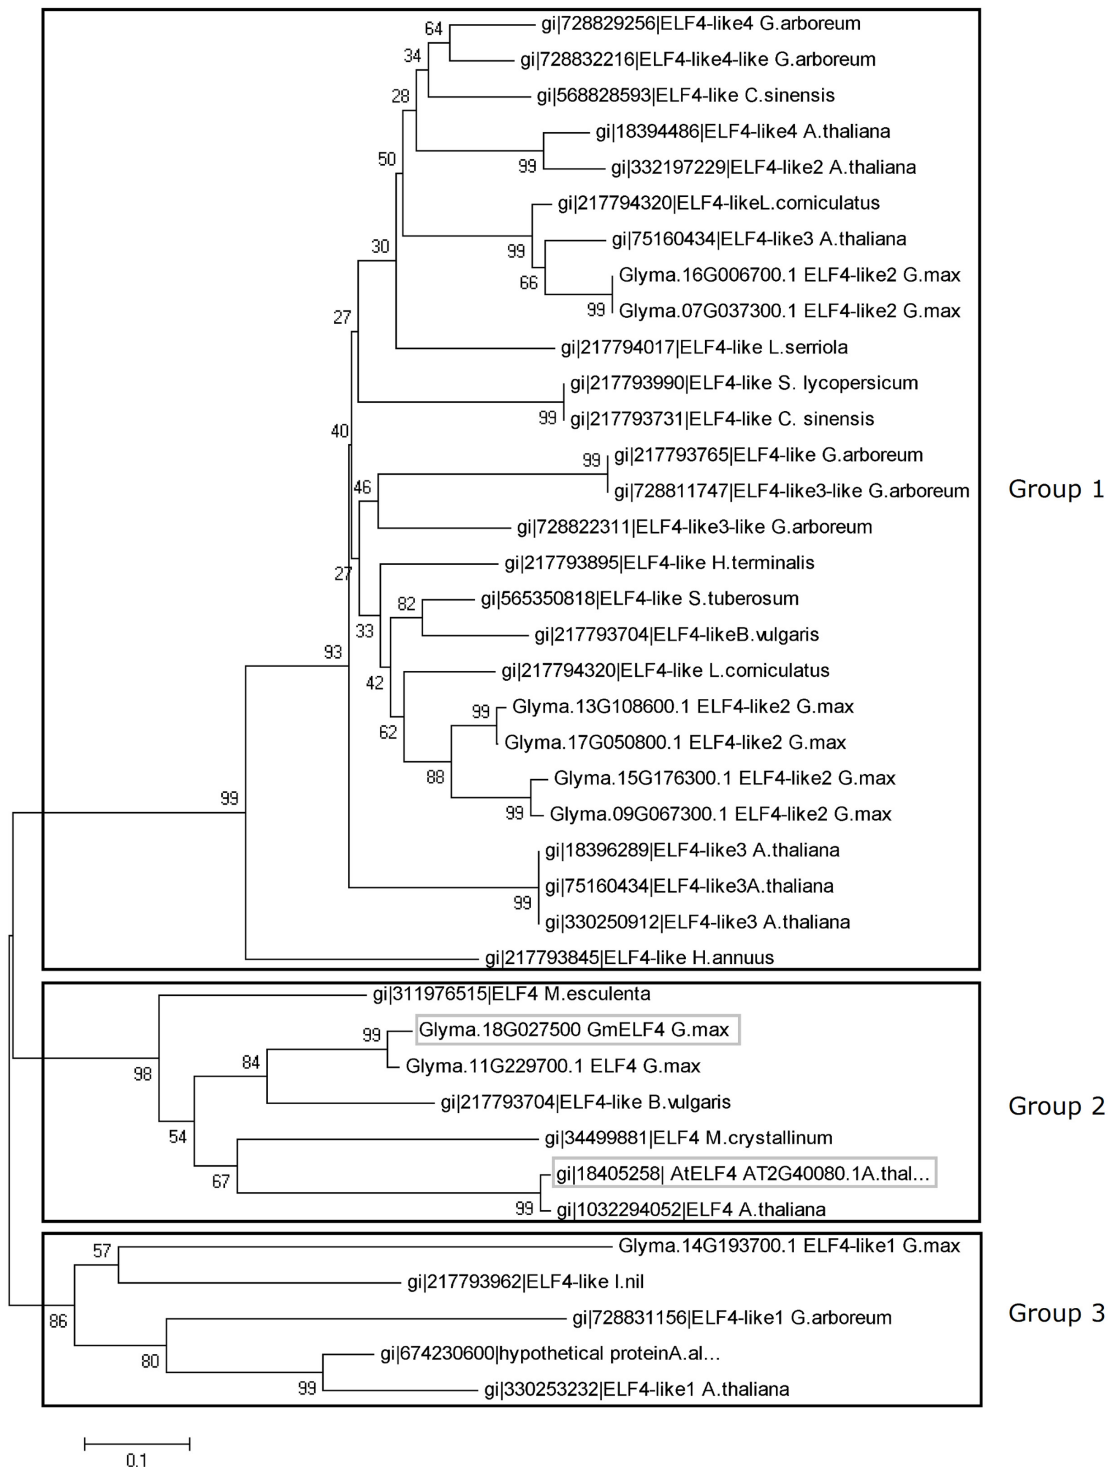 64
gi|728829256|ELF4-like4 G.arboreum
34
gi|728832216|ELF4-like4-like G.arboreum
28
gi|568828593|ELF4-like C.sinensis
gi|18394486|ELF4-like4 A.thaliana
50
99
gi|332197229|ELF4-like2 A.thaliana
gi|217794320|ELF4-likeL.corniculatus
30
99
gi|75160434|ELF4-like3 A.thaliana
66
Glyma.16G006700.1 ELF4-like2 G.max
99
Glyma.07G037300.1 ELF4-like2 G.max
27
gi|217794017|ELF4-like L.serriola
gi|217793990|ELF4-like S. lycopersicum
99
gi|217793731|ELF4-like C. sinensis
40
99
gi|217793765|ELF4-like G.arboreum
46
gi|728811747|ELF4-like3-like G.arboreum
Group 1
gi|728822311|ELF4-like3-like G.arboreum
27
gi|217793895|ELF4-like H.terminalis
82
gi|565350818|ELF4-like S.tuberosum
33
gi|217793704|ELF4-likeB.vulgaris
93
42
gi|217794320|ELF4-like L.corniculatus
99
Glyma.13G108600.1 ELF4-like2 G.max
62
Glyma.17G050800.1 ELF4-like2 G.max
88
Glyma.15G176300.1 ELF4-like2 G.max
99
99
Glyma.09G067300.1 ELF4-like2 G.max
gi|18396289|ELF4-like3 A.thaliana
gi|75160434|ELF4-like3A.thaliana
99
gi|330250912|ELF4-like3 A.thaliana
gi|217793845|ELF4-like H.annuus
gi|311976515|ELF4 M.esculenta
99
Glyma.18G027500 GmELF4 G.max
84
Glyma.11G229700.1 ELF4 G.max
98
gi|217793704|ELF4-like B.vulgaris
Group 2
54
gi|34499881|ELF4 M.crystallinum
67
gi|18405258| AtELF4 AT2G40080.1A.thal...
99
gi|1032294052|ELF4 A.thaliana
57
Glyma.14G193700.1 ELF4-like1 G.max
gi|217793962|ELF4-like I.nil
86
gi|728831156|ELF4-like1 G.arboreum
Group 3
80
gi|674230600|hypothetical proteinA.al...
99
gi|330253232|ELF4-like1 A.thaliana
0.1